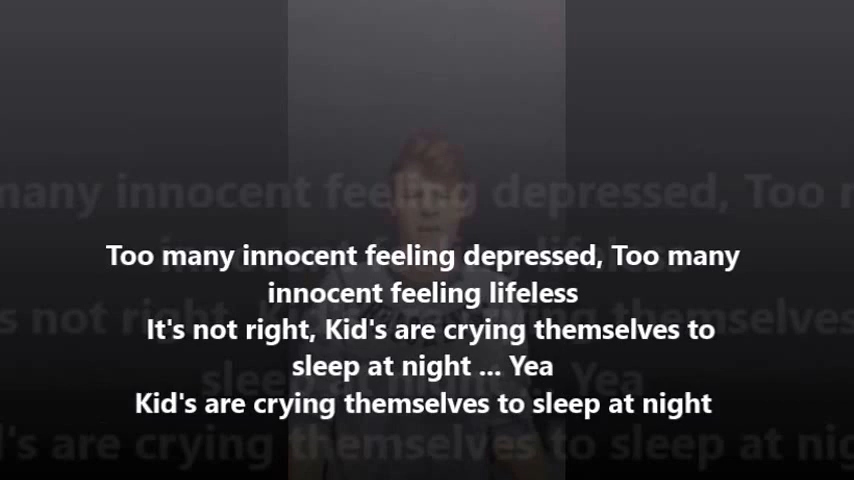 Too many innocent feeling depressed, Too many
innocent feeling lifeless
It's not right, Kid's are crying themselves to
sleep at night ... Yea
Kid's are crying themselves to sleep at night